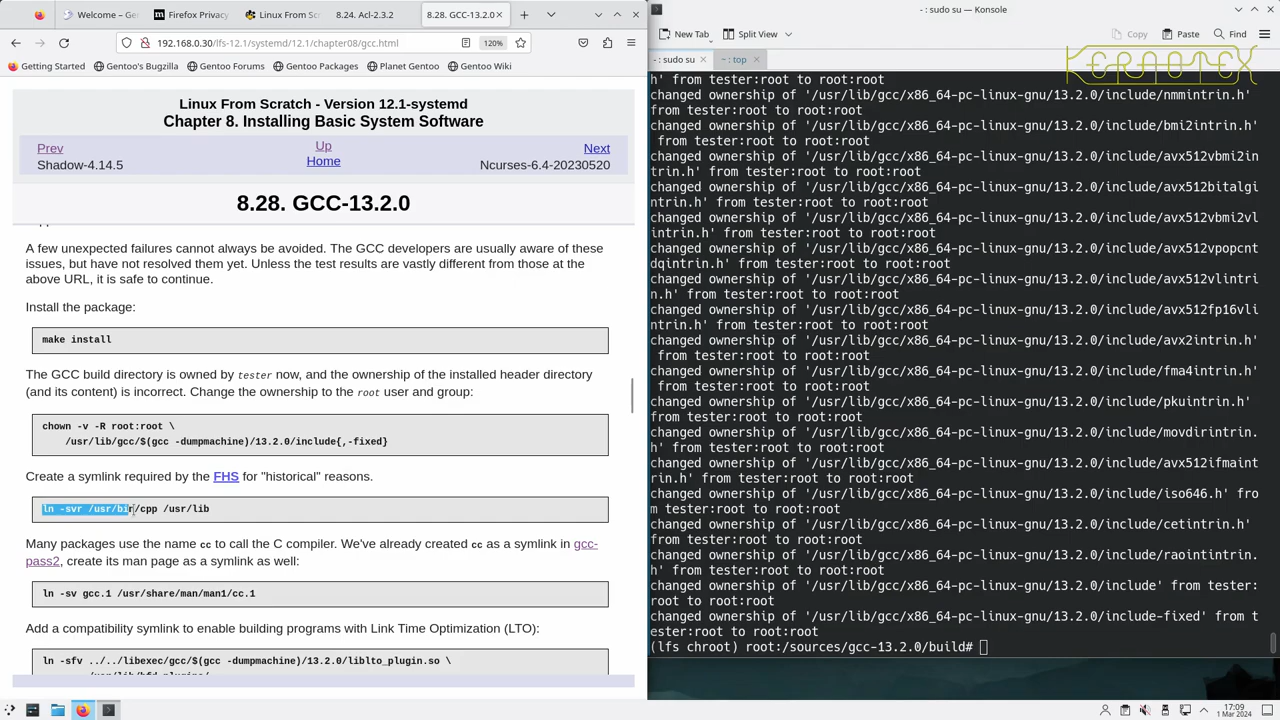 Welcome – Ge
Firefox Privacy
Linux From Scr
8.24. Acl-2.3.2
8.28. GCC-13.2.0
192.168.0.30/lfs-12.1/systemd/12.1/chapter08/gcc.html
120%
Getting Started
Gentoo's Bugzilla
Gentoo Forums
Gentoo Packages
Planet Gentoo
Gentoo Wiki
Linux From Scratch - Version 12.1-systemd
Chapter 8. Installing Basic System Software
Prev
Up
Next
Shadow-4.14.5
Home
Ncurses-6.4-20230520
8.28. GCC-13.2.0
A few unexpected failures cannot always be avoided. The GCC developers are usually aware of these
issues, but have not resolved them yet. Unless the test results are vastly different from those at the
above URL, it is safe to continue.
Install the package:
make install
The GCC build directory is owned by tester now, and the ownership of the installed header directory
(and its content) is incorrect. Change the ownership to the root user and group:
chown -v -R root:root \
/usr/lib/gcc/$(gcc -dumpmachine)/13.2.0/include{,-fixed}
Create a symlink required by the FHS for "historical" reasons.
ln -svr /usr/bin/cpp /usr/lib
Many packages use the name cc to call the C compiler. We've already created cc as a symlink in gcc-
pass2, create its man page as a symlink as well:
ln -sv gcc.1 /usr/share/man/man1/cc.1
Add a compatibility symlink to enable building programs with Link Time Optimization (LTO):
ln -sfv ../../libexec/gcc/$(gcc -dumpmachine)/13.2.0/liblto_plugin.so \
- : sudo su — Konsole
New Tab
Split View
Copy
Paste
Find
- : sudo su
~ : top
KERNOTEX
h' from tester:root to root:root
changed ownership of '/usr/lib/gcc/x86_64-pc-linux-gnu/13.2.0/include/nmmintrin.h'
from tester:root to root:root
changed ownership of '/usr/lib/gcc/x86_64-pc-linux-gnu/13.2.0/include/bmi2intrin.h'
from tester:root to root:root
changed ownership of '/usr/lib/gcc/x86_64-pc-linux-gnu/13.2.0/include/avx512vbmi2in
trin.h' from tester:root to root:root
changed ownership of '/usr/lib/gcc/x86_64-pc-linux-gnu/13.2.0/include/avx512bitalgi
ntrin.h' from tester:root to root:root
changed ownership of '/usr/lib/gcc/x86_64-pc-linux-gnu/13.2.0/include/avx512vbmi2vl
intrin.h' from tester:root to root:root
changed ownership of '/usr/lib/gcc/x86_64-pc-linux-gnu/13.2.0/include/avx512vpopcnt
dqintrin.h' from tester:root to root:root
changed ownership of '/usr/lib/gcc/x86_64-pc-linux-gnu/13.2.0/include/avx512vlintri
n.h' from tester:root to root:root
changed ownership of '/usr/lib/gcc/x86_64-pc-linux-gnu/13.2.0/include/avx512fp16vli
ntrin.h' from tester:root to root:root
changed ownership of '/usr/lib/gcc/x86_64-pc-linux-gnu/13.2.0/include/avx2intrin.h'
from tester:root to root:root
changed ownership of '/usr/lib/gcc/x86_64-pc-linux-gnu/13.2.0/include/fma4intrin.h'
from tester:root to root:root
changed ownership of '/usr/lib/gcc/x86_64-pc-linux-gnu/13.2.0/include/pkuintrin.h'
from tester:root to root:root
changed ownership of '/usr/lib/gcc/x86_64-pc-linux-gnu/13.2.0/include/movdirintrin.
h' from tester:root to root:root
changed ownership of '/usr/lib/gcc/x86_64-pc-linux-gnu/13.2.0/include/avx512ifmaint
rin.h' from tester:root to root:root
changed ownership of '/usr/lib/gcc/x86_64-pc-linux-gnu/13.2.0/include/iso646.h' fro
m tester:root to root:root
changed ownership of '/usr/lib/gcc/x86_64-pc-linux-gnu/13.2.0/include/cetintrin.h'
from tester:root to root:root
changed ownership of '/usr/lib/gcc/x86_64-pc-linux-gnu/13.2.0/include/raointintrin.
h' from tester:root to root:root
changed ownership of '/usr/lib/gcc/x86_64-pc-linux-gnu/13.2.0/include' from tester:
root to root:root
changed ownership of '/usr/lib/gcc/x86_64-pc-linux-gnu/13.2.0/include-fixed' from t
ester:root to root:root
(lfs chroot) root:/sources/gcc-13.2.0/build#
17:09
1 Mar 2024